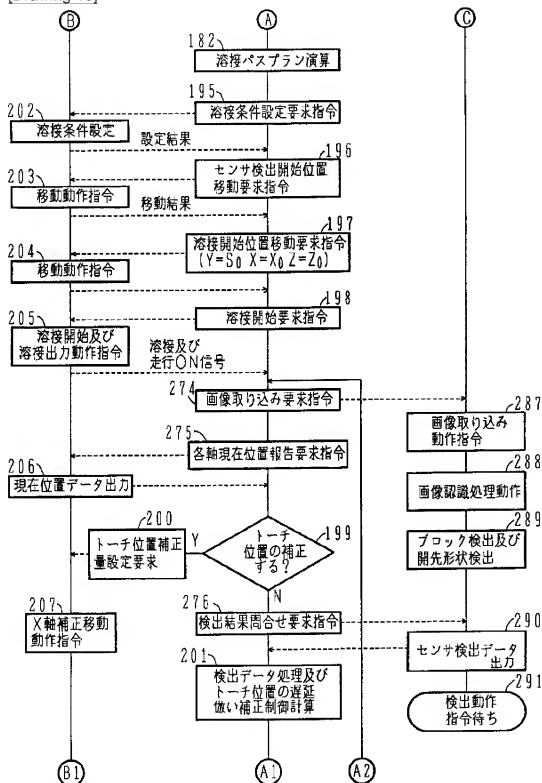 B
A
C
182
溶接パスプラン演算
195
溶接条件設定要求指令
202
溶接条件設定
設定結果
196
センサ検出開始位置
移動要求指令
203
移動動作指令
移動結果
197
溶接開始位置移動要求指令
(Y=S₀ X=X₀ Z=Z₀)
204
移動動作指令
198
溶接開始要求指令
205
溶接開始及び
溶接出力動作指令
溶接及び
走行ON信号
274
画像取り込み要求指令
287
画像取り込み
動作指令
275
各軸現在位置報告要求指令
288
画像認識処理動作
206
現在位置データ出力
289
ブロック検出及び
開先形状検出
200
トーチ位置補正
量設定要求
Y
199
トーチ
位置の補正
する?
N
276
検出結果問合せ要求指令
207
X軸補正移動
動作指令
290
センサ検出データ
出力
201
検出データ処理及び
トーチ位置の遅延
倣い補正制御計算
291
検出動作
指令待ち
B1
A1
A2